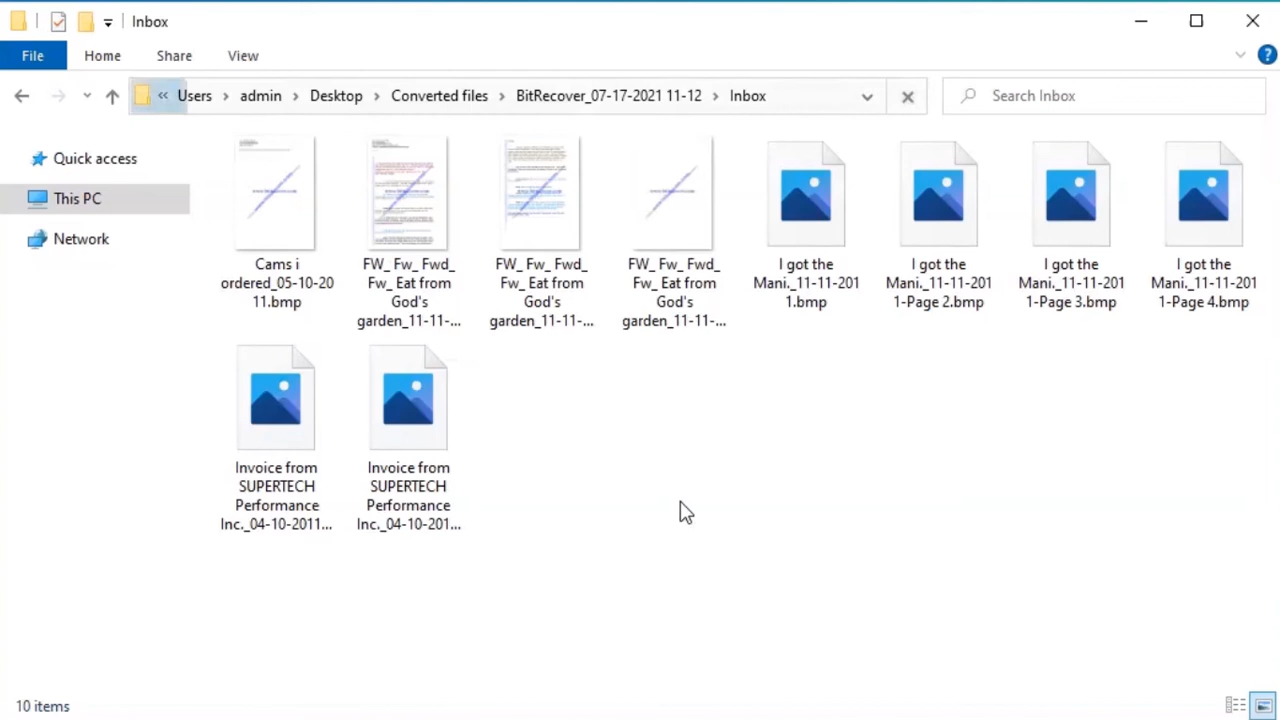 Inbox
File Home Share View
« Users > admin > Desktop > Converted files > BitRecover_07-17-2021 11-12 > Inbox
Search Inbox
Quick access
This PC
Network
Cams i
ordered_05-10-20
11.bmp
FW_ Fw_ Fwd_
Fw_ Eat from
God's
garden_11-11-...
FW_ Fw_ Fwd_
Fw_ Eat from
God's
garden_11-11-...
FW_ Fw_ Fwd_
Fw_ Eat from
God's
garden_11-11-...
I got the
Mani._11-11-201
1.bmp
I got the
Mani._11-11-201
1-Page 2.bmp
I got the
Mani._11-11-201
1-Page 3.bmp
I got the
Mani._11-11-201
1-Page 4.bmp
Invoice from
SUPERTECH
Performance
Inc._04-10-2011...
Invoice from
SUPERTECH
Performance
Inc._04-10-201...
10 items